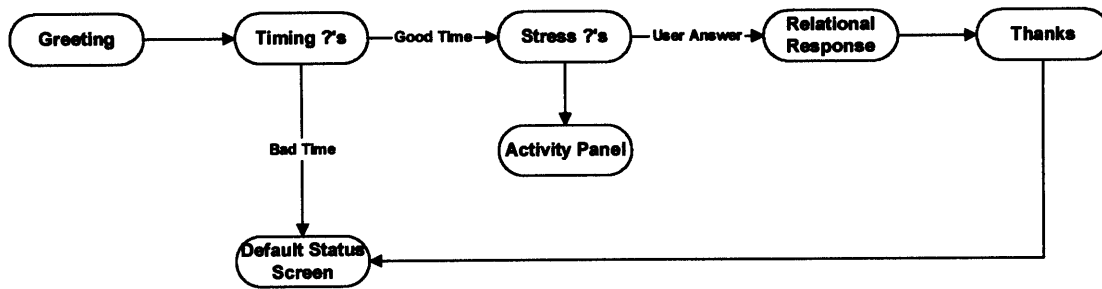 Greeting
Timing ?'s
Good Time
Stress ?'s
User Answer
Relational
Response
Thanks
Bad Time
Activity Panel
Default Status
Screen